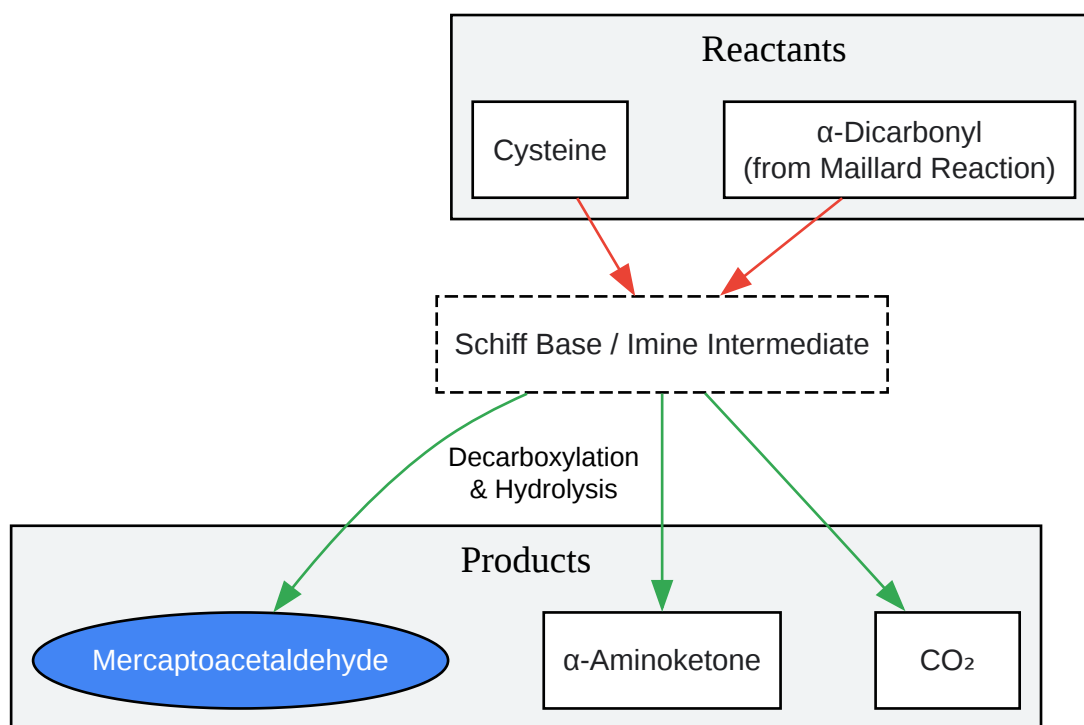 Reactants
Cysteine
α-Dicarbonyl
(from Maillard Reaction)
Schiff Base / Imine Intermediate
Decarboxylation
& Hydrolysis
Products
Mercaptoacetaldehyde
α-Aminoketone
CO₂